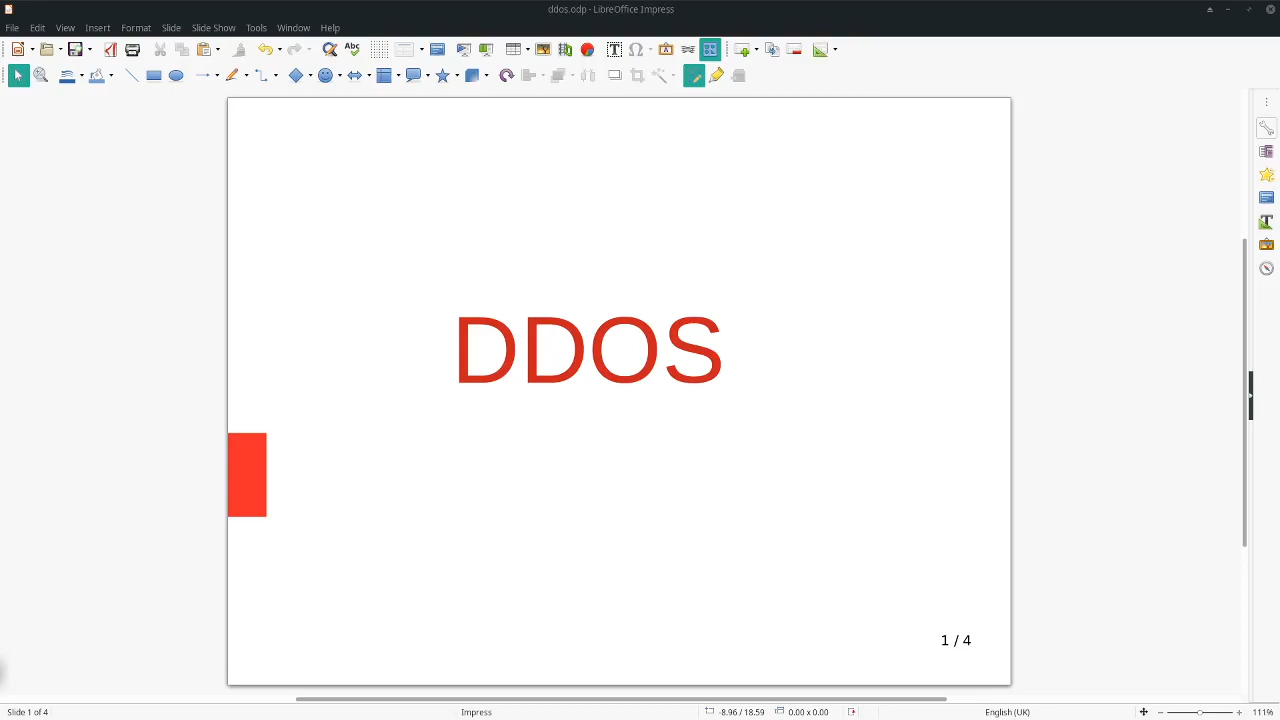 ddos.odp - LibreOffice Impress
File Edit View Insert Format Slide Slide Show Tools Window Help
DDOS
1 / 4
Slide 1 of 4 Impress -8.96 / 18.59 0.00 x 0.00 English (UK) 111%